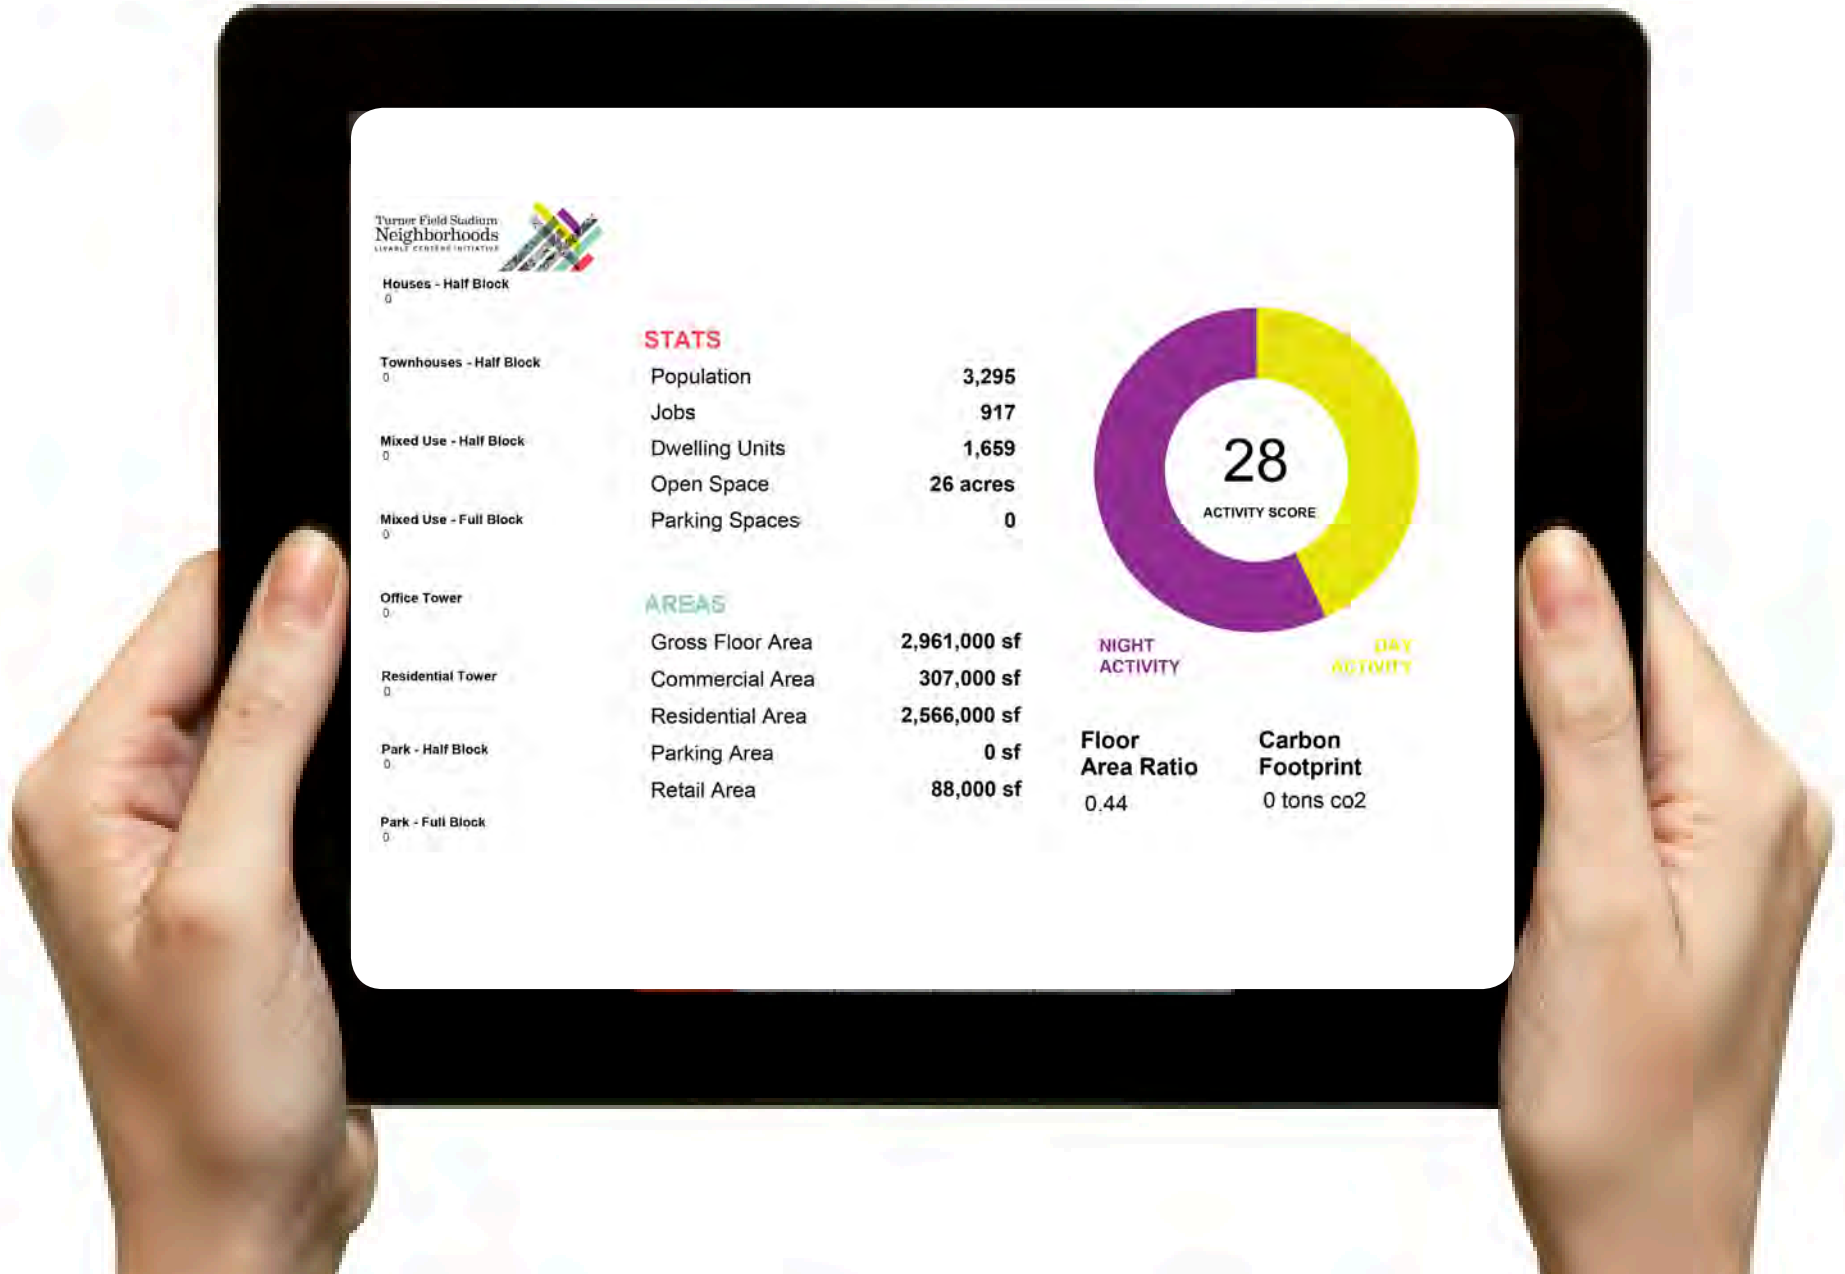 Turner Field Stadium
Neighborhoods
LIVABLE CENTERS INITIATIVE
Houses - Half Block
0
Townhouses - Half Block
0
Mixed Use - Half Block
0
Mixed Use - Full Block
0
Office Tower
0
Residential Tower
0
Park - Half Block
0
Park - Full Block
0
STATS
Population 3,295
Jobs 917
Dwelling Units 1,659
Open Space 26 acres
Parking Spaces 0
AREAS
Gross Floor Area 2,961,000 sf
Commercial Area 307,000 sf
Residential Area 2,566,000 sf
Parking Area 0 sf
Retail Area 88,000 sf
28
ACTIVITY SCORE
NIGHT
ACTIVITY
DAY
ACTIVITY
Floor
Area Ratio
0.44
Carbon
Footprint
0 tons co2